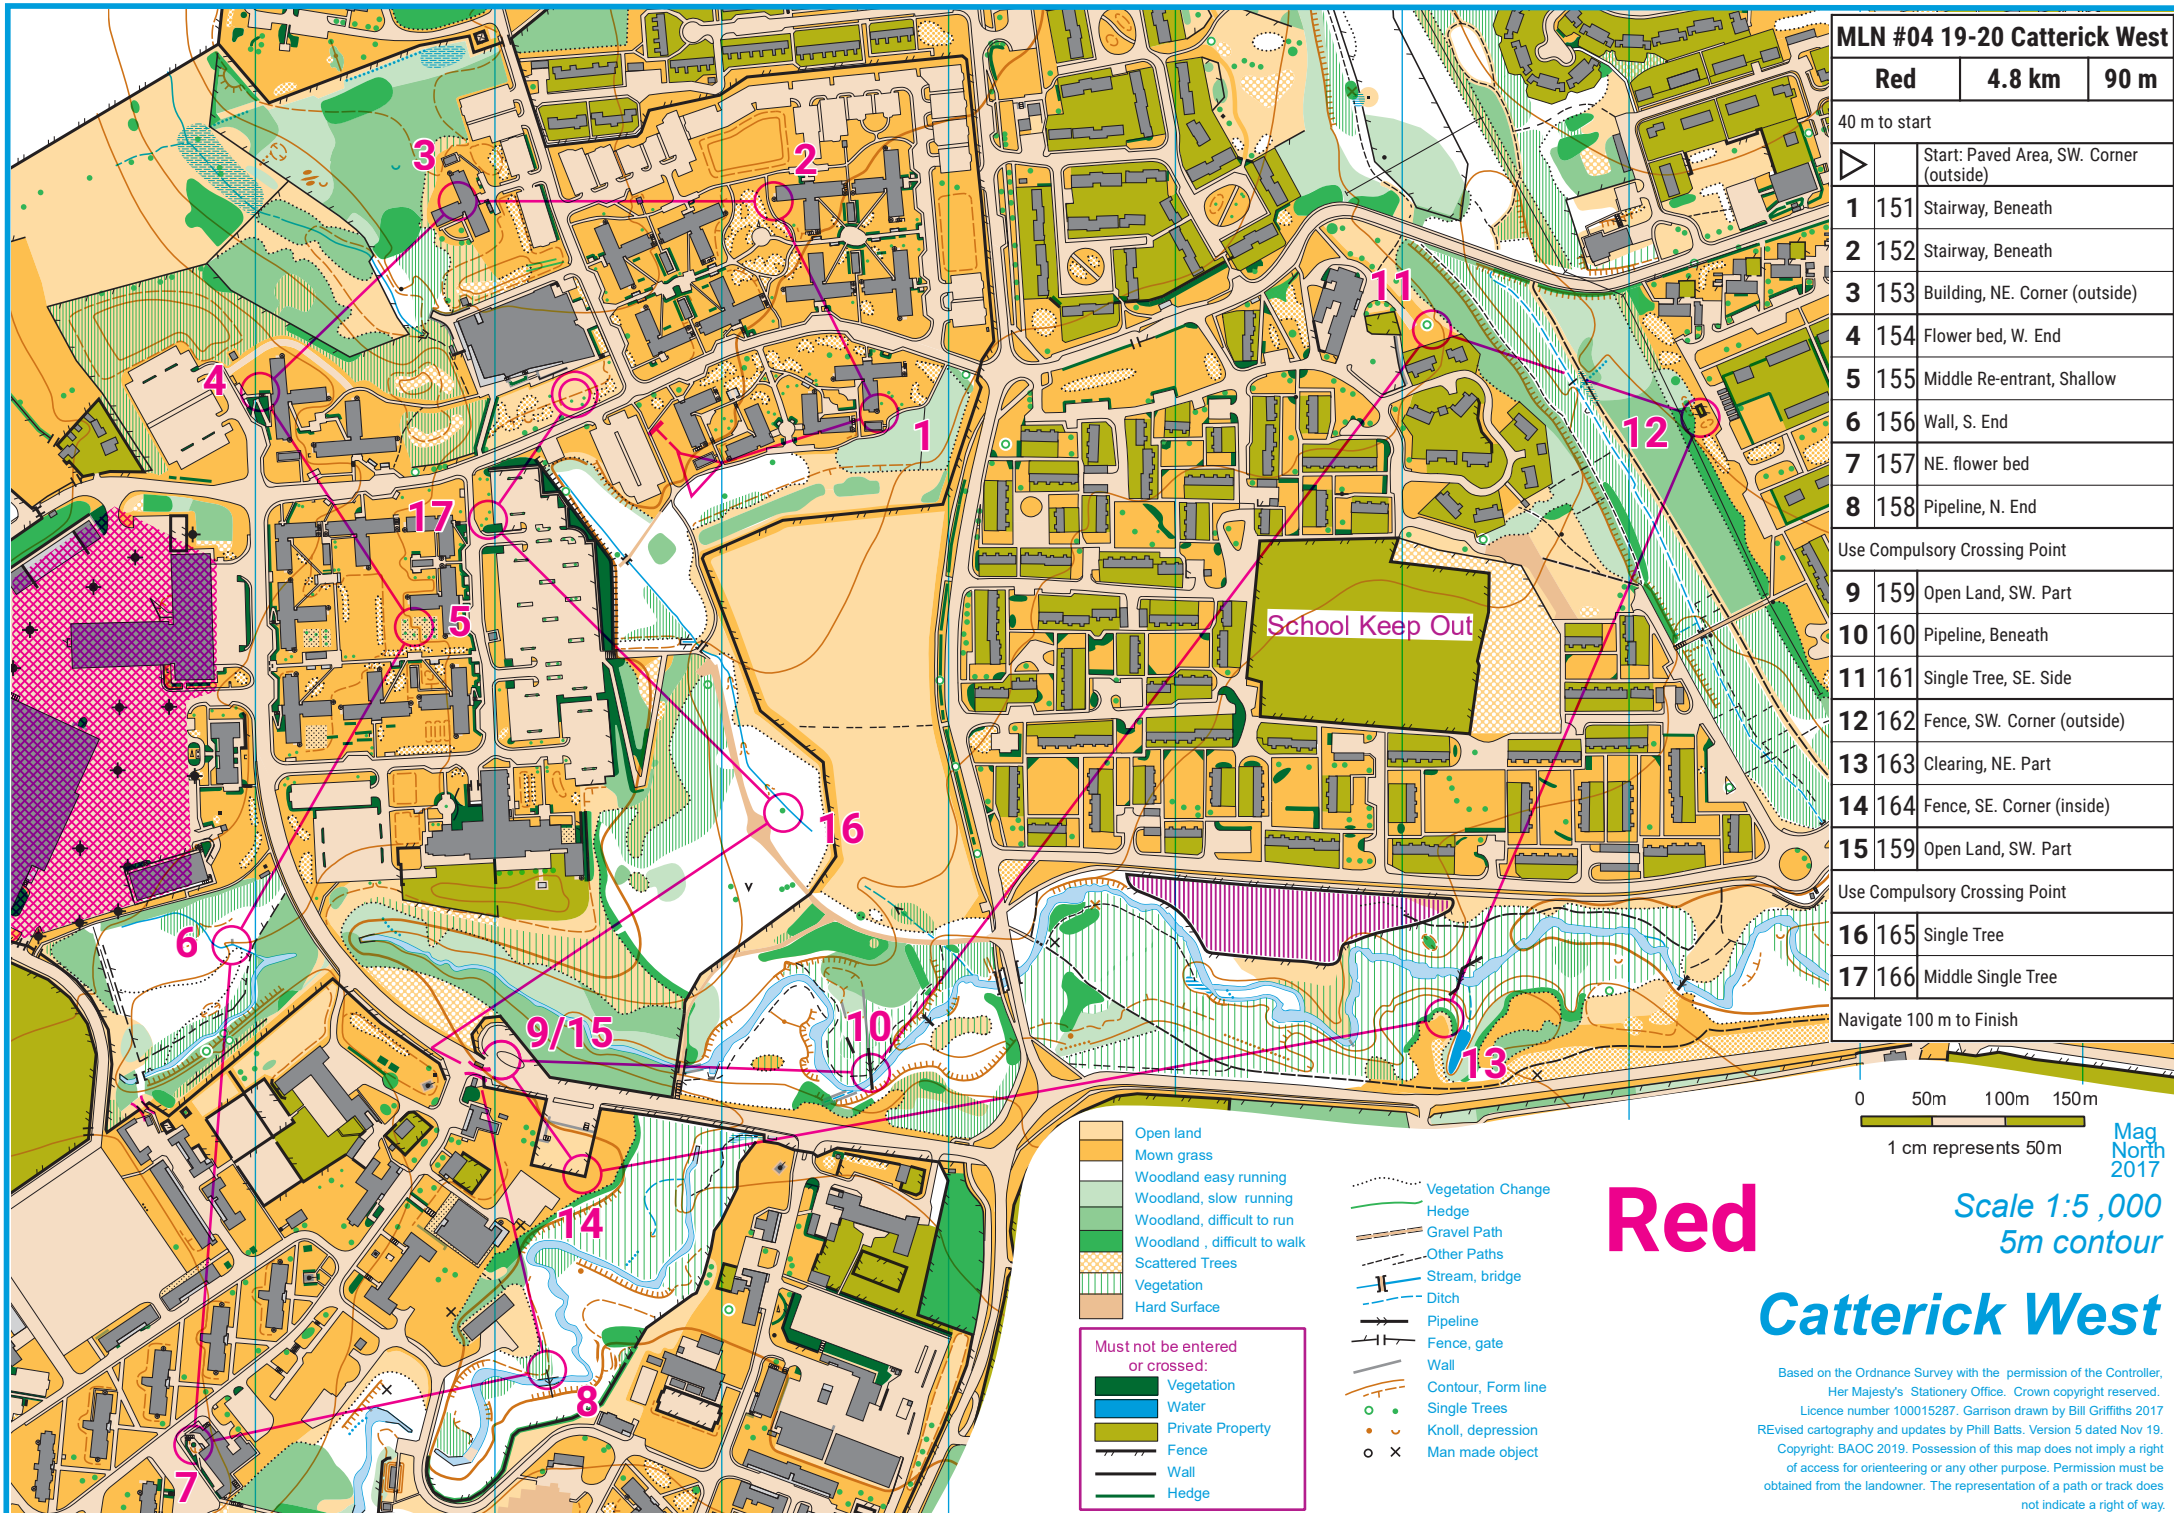 MLN #04 19-20 Catterick West
Red 4.8 km 90 m
40 m to start
Start: Paved Area, SW. Corner
(outside)
1 151 Stairway, Beneath
2 152 Stairway, Beneath
3 153 Building, NE. Corner (outside)
4 154 Flower bed, W. End
5 155 Middle Re-entrant, Shallow
6 156 Wall, S. End
7 157 NE. flower bed
8 158 Pipeline, N. End
Use Compulsory Crossing Point
9 159 Open Land, SW. Part
10 160 Pipeline, Beneath
11 161 Single Tree, SE. Side
12 162 Fence, SW. Corner (outside)
13 163 Clearing, NE. Part
14 164 Fence, SE. Corner (inside)
15 159 Open Land, SW. Part
Use Compulsory Crossing Point
16 165 Single Tree
17 166 Middle Single Tree
Navigate 100 m to Finish
3
2
11
4
1
12
17
5
School Keep Out
16
6
9/15
10
13
14
8
7
0 50m 100m 150m
1 cm represents 50m
Mag
North
2017
Red
Scale 1:5 ,000
5m contour
Catterick West
Open land
Mown grass
Woodland easy running
Woodland, slow running
Woodland, difficult to run
Woodland , difficult to walk
Scattered Trees
Vegetation
Hard Surface
Must not be entered
or crossed:
Vegetation
Water
Private Property
Fence
Wall
Hedge
Vegetation Change
Hedge
Gravel Path
Other Paths
Stream, bridge
Ditch
Pipeline
Fence, gate
Wall
Contour, Form line
Single Trees
Knoll, depression
Man made object
Based on the Ordnance Survey with the permission of the Controller,
Her Majesty's Stationery Office. Crown copyright reserved.
Licence number 100015287. Garrison drawn by Bill Griffiths 2017
REvised cartography and updates by Phill Batts. Version 5 dated Nov 19.
Copyright: BAOC 2019. Possession of this map does not imply a right
of access for orienteering or any other purpose. Permission must be
obtained from the landowner. The representation of a path or track does
not indicate a right of way.